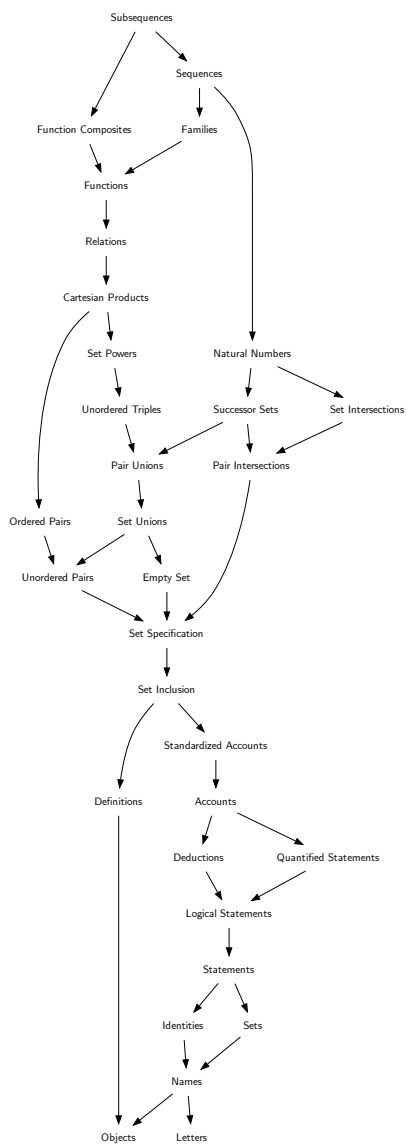 Subsequences
Sequences
Function Composites
Families
Functions
Relations
Cartesian Products
Set Powers
Natural Numbers
Unordered Triples
Successor Sets
Set Intersections
Pair Unions
Pair Intersections
Ordered Pairs
Set Unions
Unordered Pairs
Empty Set
Set Specification
Set Inclusion
Standardized Accounts
Definitions
Accounts
Deductions
Quantified Statements
Logical Statements
Statements
Identities
Sets
Names
Objects
Letters